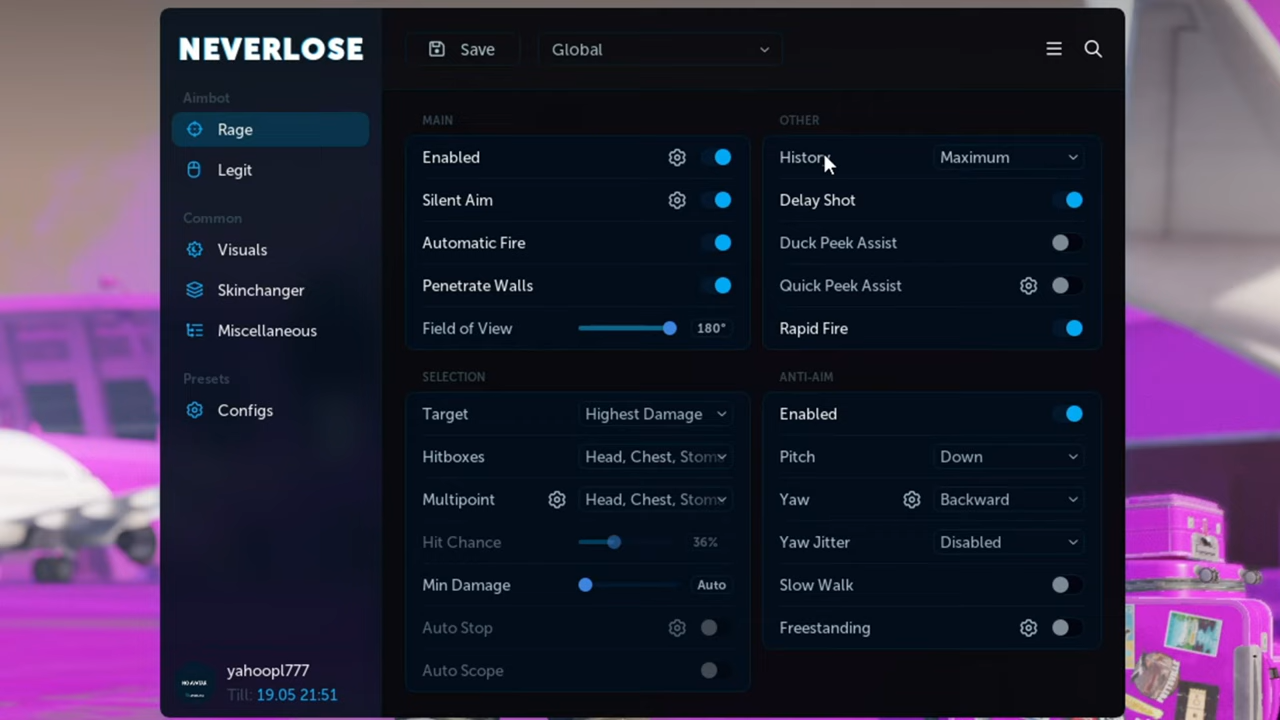 NEVERLOSE
Save
Global
Aimbot
Rage
Legit
Common
Visuals
Skinchanger
Miscellaneous
Presets
Configs
yahoopl777
Till: 19.05 21:51
MAIN
Enabled
Silent Aim
Automatic Fire
Penetrate Walls
Field of View 180°
SELECTION
Target Highest Damage
Hitboxes Head, Chest, Stom
Multipoint Head, Chest, Stom
Hit Chance 36%
Min Damage Auto
Auto Stop
Auto Scope
OTHER
History Maximum
Delay Shot
Duck Peek Assist
Quick Peek Assist
Rapid Fire
ANTI-AIM
Enabled
Pitch Down
Yaw Backward
Yaw Jitter Disabled
Slow Walk
Freestanding